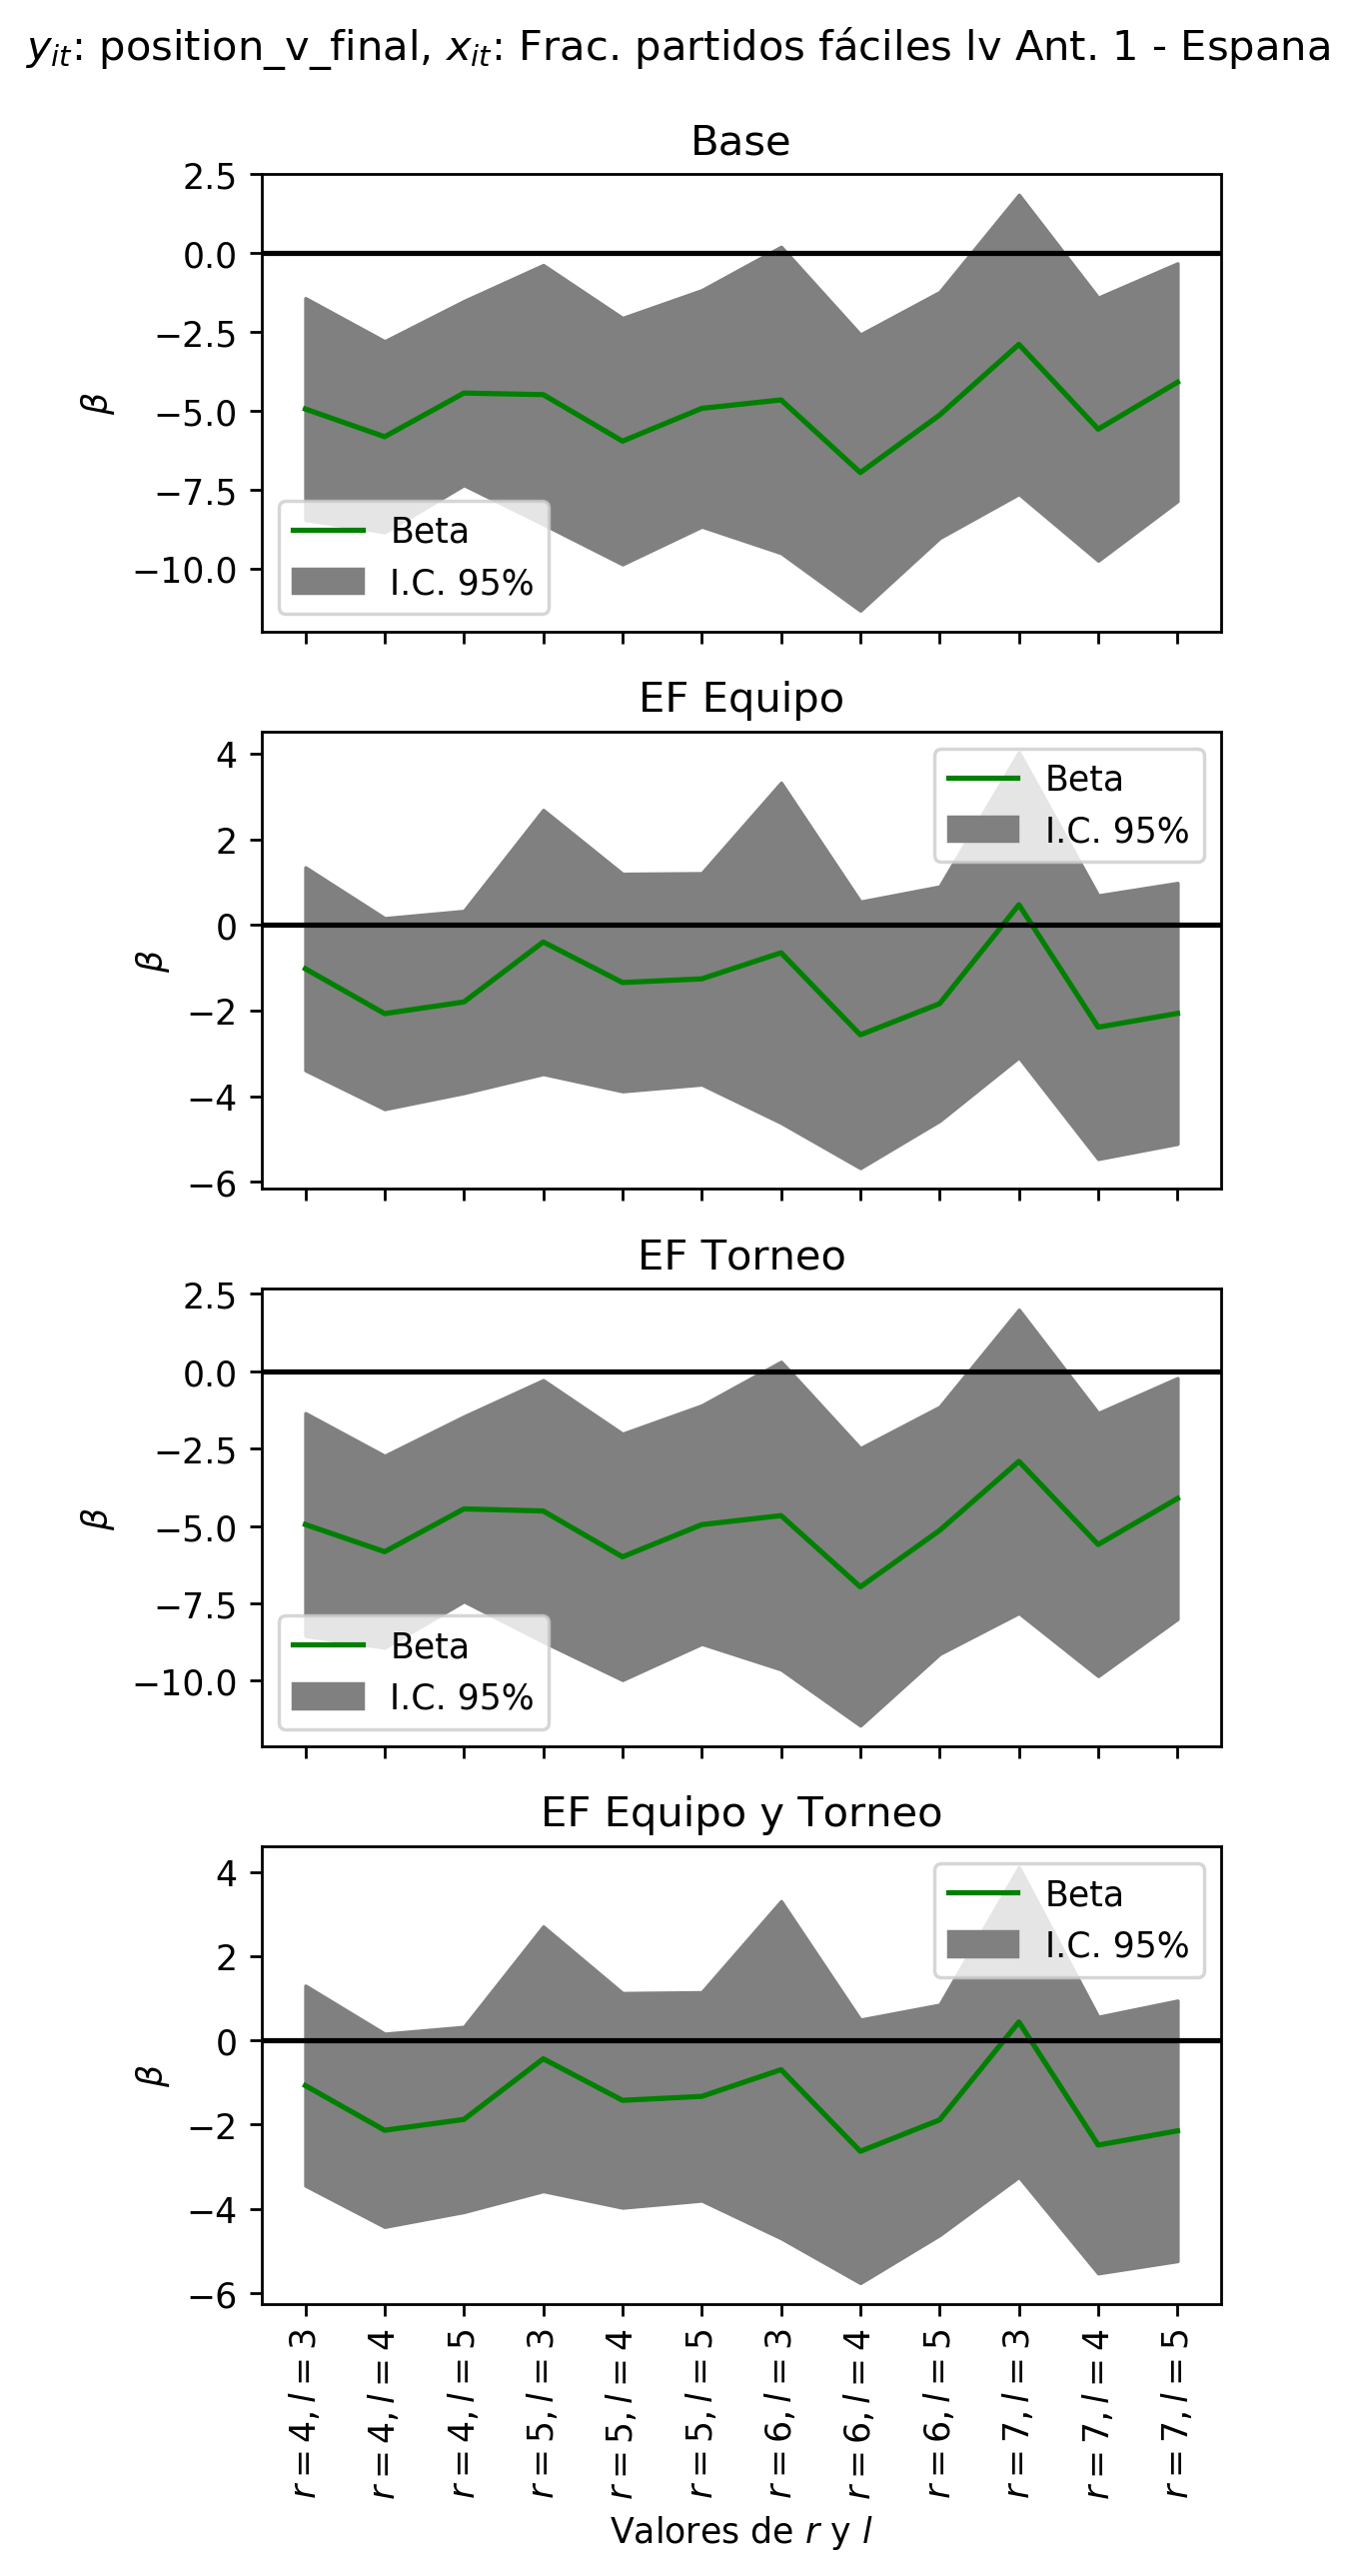 y_it: position_v_final, x_it: Frac. partidos fáciles lv Ant. 1 - Espana
Base
2.5
0.0
−2.5
−5.0
−7.5
−10.0
β
Beta
I.C. 95%
EF Equipo
4
2
0
−2
−4
−6
β
Beta
I.C. 95%
EF Torneo
2.5
0.0
−2.5
−5.0
−7.5
−10.0
β
Beta
I.C. 95%
EF Equipo y Torneo
4
2
0
−2
−4
−6
β
Beta
I.C. 95%
r = 4, l = 3
r = 4, l = 4
r = 4, l = 5
r = 5, l = 3
r = 5, l = 4
r = 5, l = 5
r = 6, l = 3
r = 6, l = 4
r = 6, l = 5
r = 7, l = 3
r = 7, l = 4
r = 7, l = 5
Valores de r y l